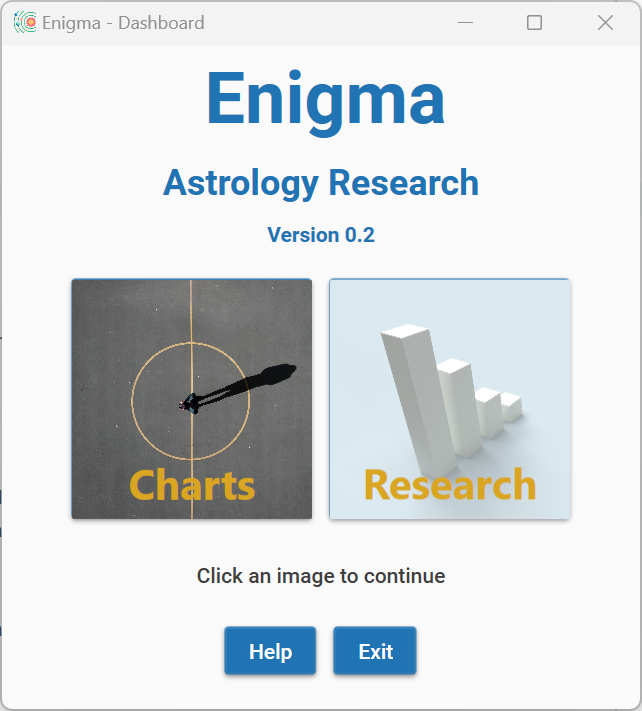 Enigma - Dashboard
Enigma
Astrology Research
Version 0.2
Charts
Research
Click an image to continue
Help
Exit